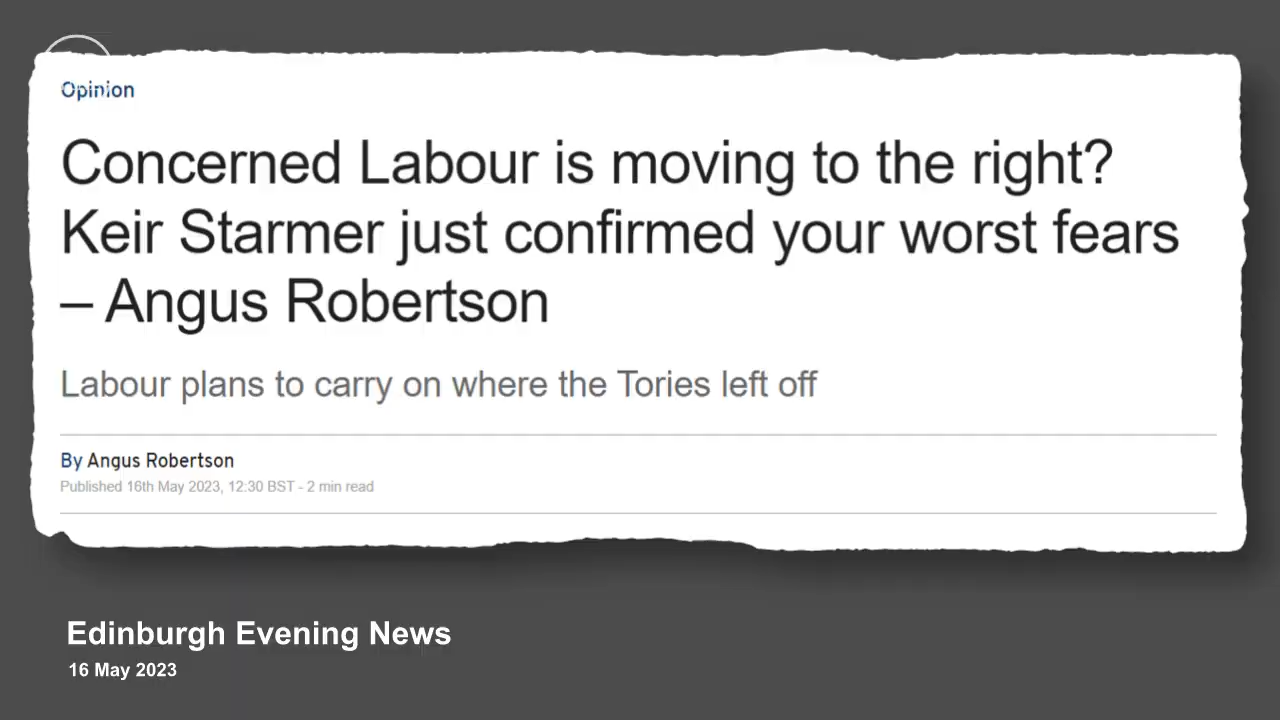 Opinion
Concerned Labour is moving to the right?
Keir Starmer just confirmed your worst fears
– Angus Robertson
Labour plans to carry on where the Tories left off
By Angus Robertson
Published 16th May 2023, 12:30 BST - 2 min read
Edinburgh Evening News
16 May 2023